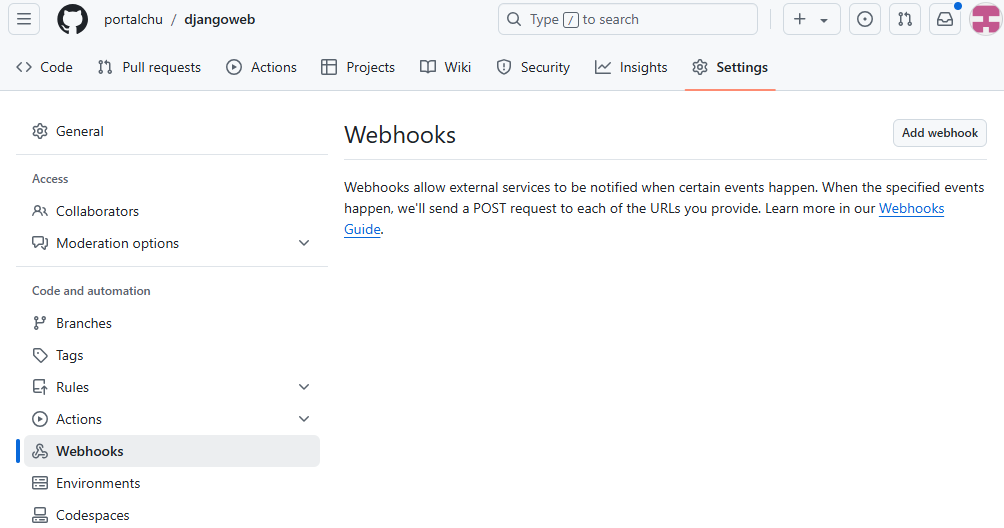 portalchu / djangoweb
Type / to search
Code
Pull requests
Actions
Projects
Wiki
Security
Insights
Settings
General
Access
Collaborators
Moderation options
Code and automation
Branches
Tags
Rules
Actions
Webhooks
Environments
Codespaces
Webhooks
Add webhook
Webhooks allow external services to be notified when certain events happen. When the specified events
happen, we'll send a POST request to each of the URLs you provide. Learn more in our Webhooks
Guide.